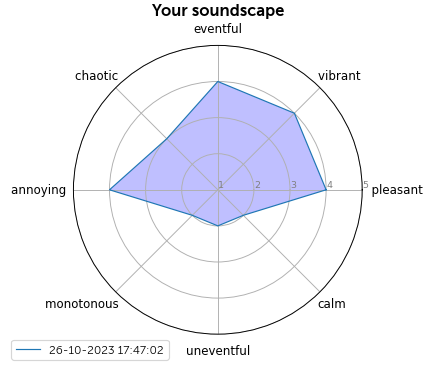 Your soundscape
eventful
chaotic
vibrant
annoying
1
2
3
4
5
pleasant
monotonous
calm
26-10-2023 17:47:02
uneventful